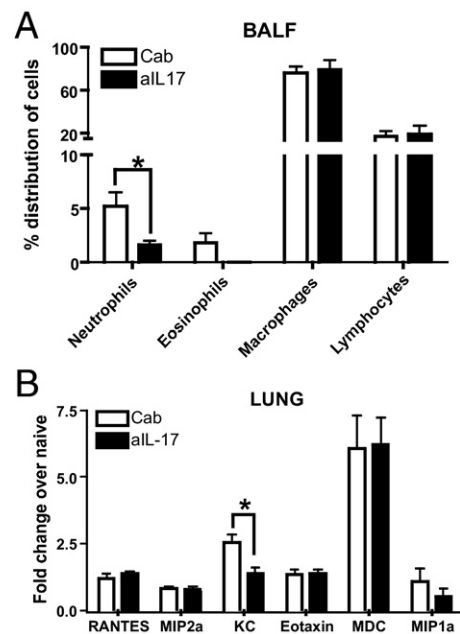 A
BALF
Cab
aIL17
% distribution of cells
100
60
20
10
5
0
*
Neutrophils
Eosinophils
Macrophages
Lymphocytes
B
LUNG
Cab
aIL-17
Fold change over naive
7.5
5.0
2.5
0.0
*
RANTES MIP2a KC Eotaxin MDC MIP1a